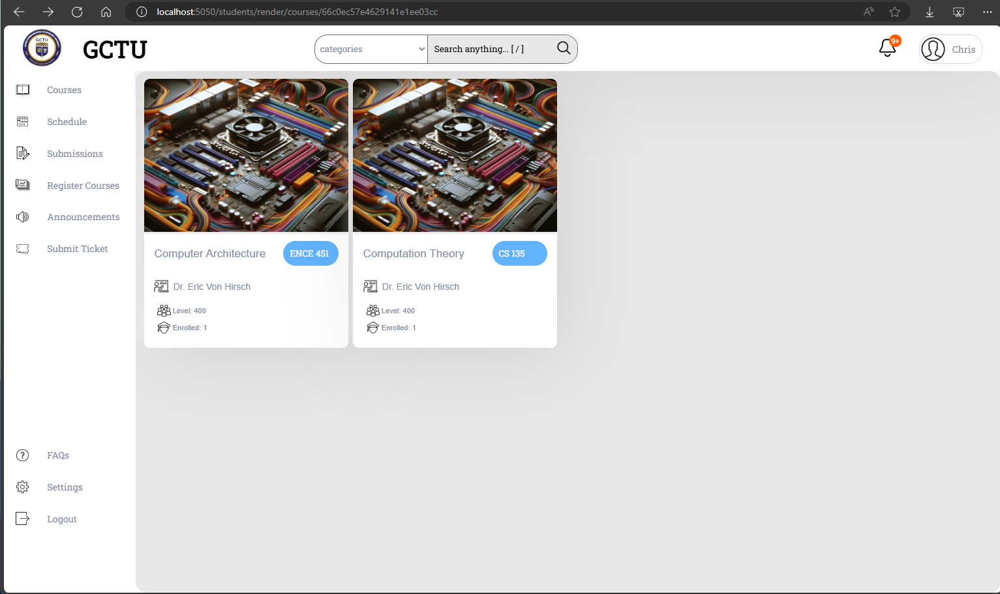 localhost:5050/students/render/courses/66c0ec57e4629141e1ee03cc
GCTU
GCTU
categories
Search anything... [ / ]
9+
Chris
Courses
Schedule
Submissions
Register Courses
Announcements
Submit Ticket
FAQs
Settings
Logout
Computer Architecture
ENCE 451
Dr. Eric Von Hirsch
Level: 400
Enrolled: 1
Computation Theory
CS 135
Dr. Eric Von Hirsch
Level: 400
Enrolled: 1